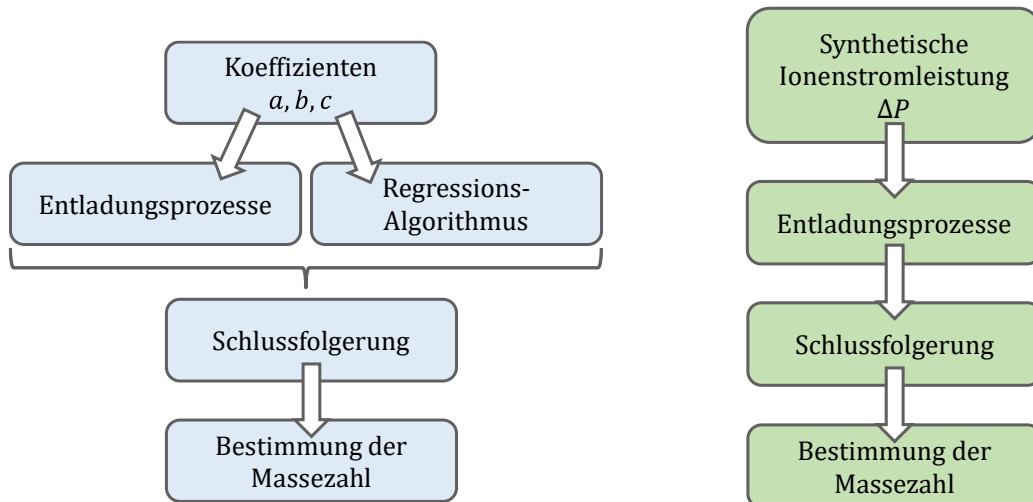 Koeffizienten
a, b, c
Entladungsprozesse
Regressions-
Algorithmus
Schlussfolgerung
Bestimmung der
Massezahl
Synthetische
Ionenstromleistung
ΔP
Entladungsprozesse
Schlussfolgerung
Bestimmung der
Massezahl